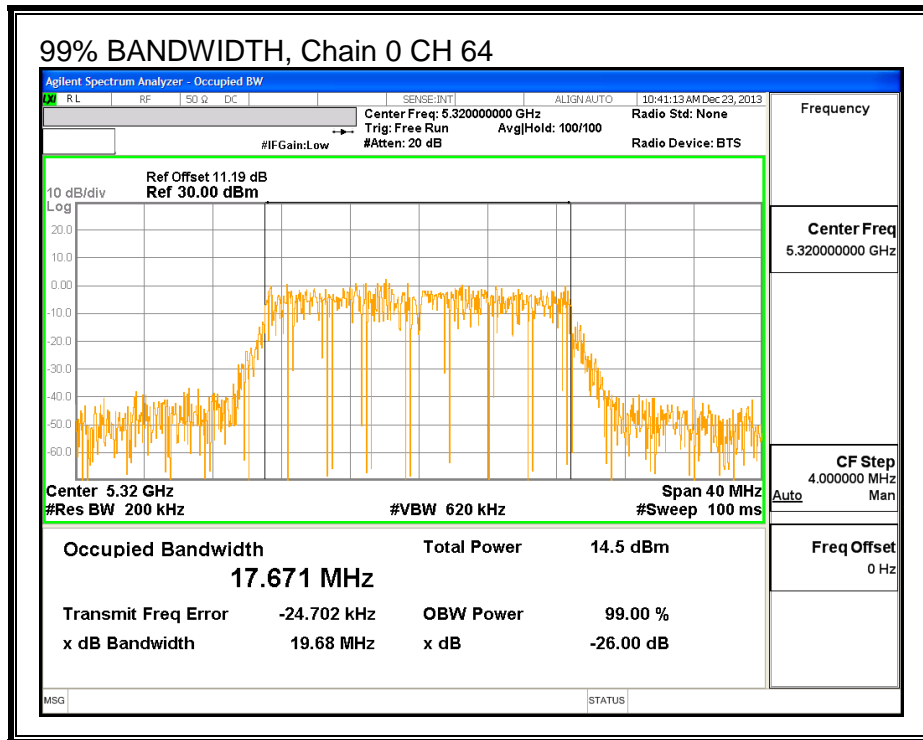 99% BANDWIDTH, Chain 0 CH 64
Agilent Spectrum Analyzer - Occupied BW
LXI RL RF 50 Ω DC SENSE:INT ALIGN AUTO 10:41:13 AM Dec 23, 2013
Center Freq: 5.320000000 GHz Radio Std: None
Trig: Free Run Avg|Hold: 100/100
#IFGain:Low #Atten: 20 dB Radio Device: BTS
Frequency
Ref Offset 11.19 dB
10 dB/div Ref 30.00 dBm
Log
20.0
10.0
0.00
-10.0
-20.0
-30.0
-40.0
-50.0
-60.0
Center 5.32 GHz Span 40 MHz
#Res BW 200 kHz #VBW 620 kHz #Sweep 100 ms
Center Freq
5.320000000 GHz
CF Step
4.000000 MHz
Auto Man
Freq Offset
0 Hz
Occupied Bandwidth Total Power 14.5 dBm
17.671 MHz
Transmit Freq Error -24.702 kHz OBW Power 99.00 %
x dB Bandwidth 19.68 MHz x dB -26.00 dB
MSG STATUS